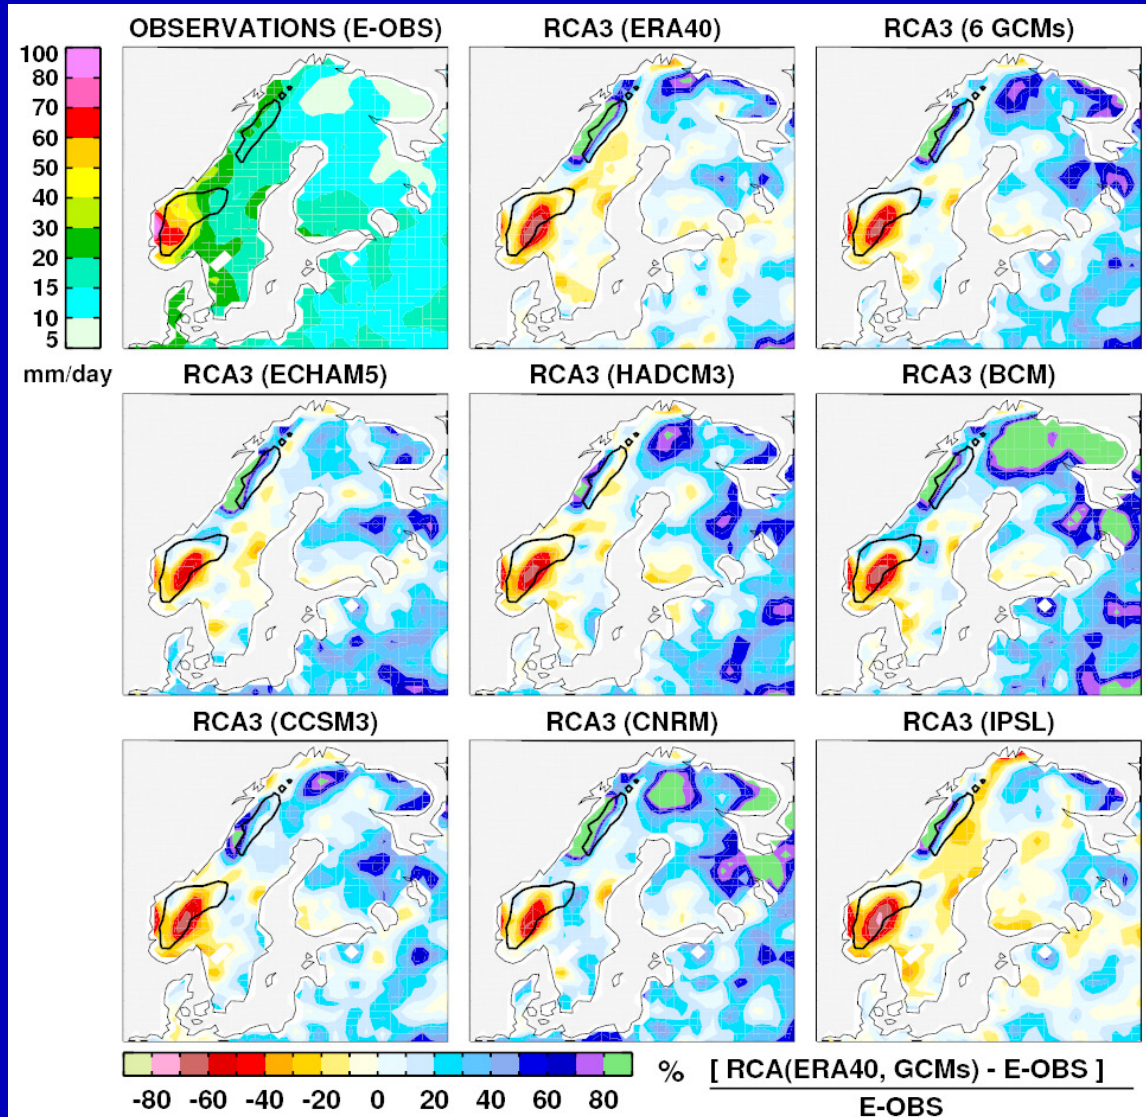 OBSERVATIONS (E-OBS)
RCA3 (ERA40)
RCA3 (6 GCMs)
100
80
70
60
50
40
30
20
15
10
5
mm/day
RCA3 (ECHAM5)
RCA3 (HADCM3)
RCA3 (BCM)
RCA3 (CCSM3)
RCA3 (CNRM)
RCA3 (IPSL)
-80 -60 -40 -20 0 20 40 60 80
% [ RCA(ERA40, GCMs) - E-OBS ]
E-OBS